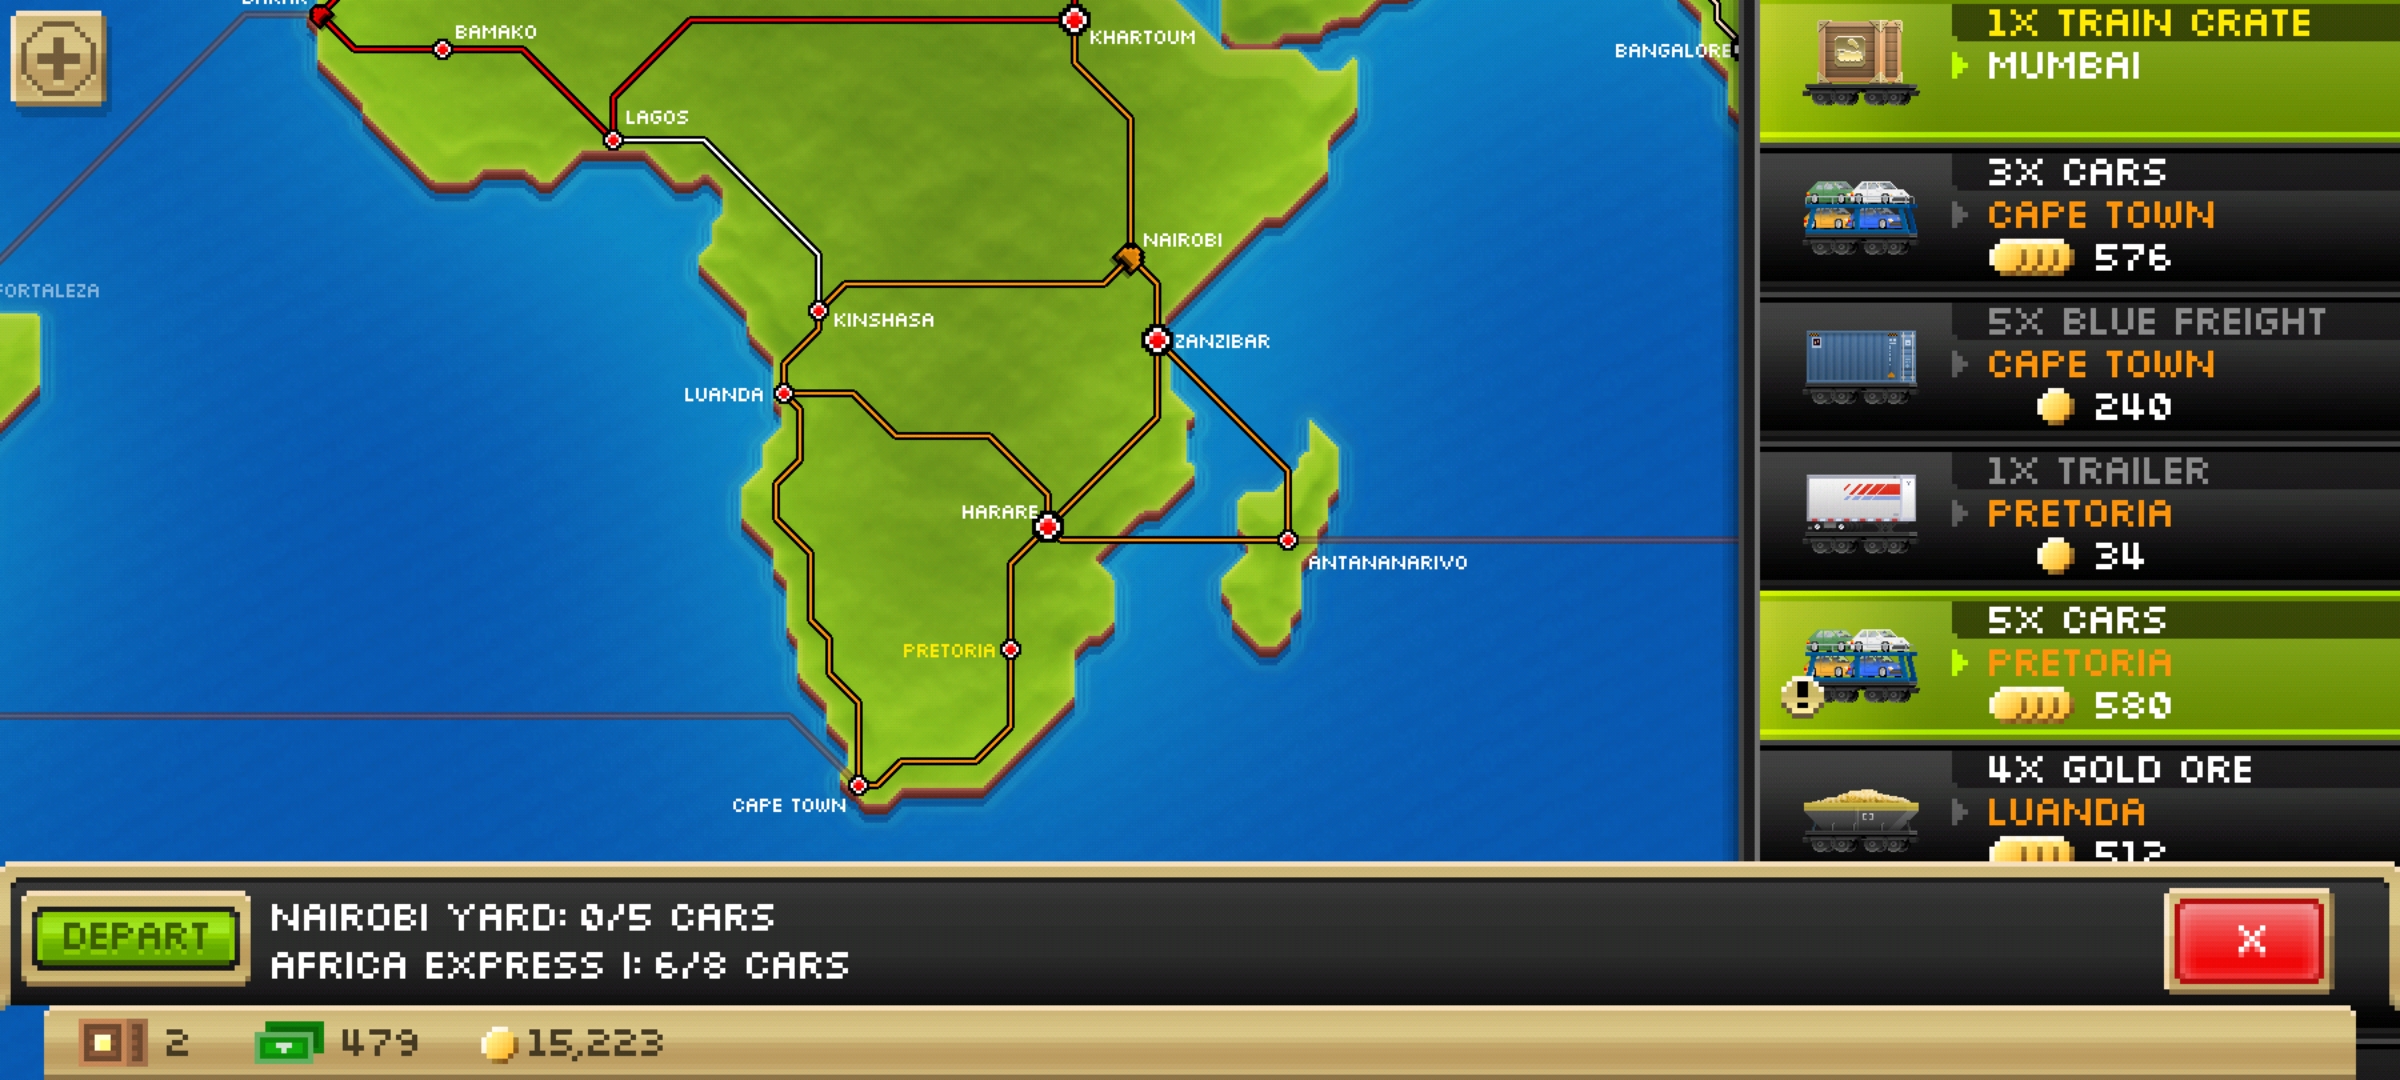 BAMAKO
KHARTOUM
BANGALORE
LAGOS
NAIROBI
FORTALEZA
KINSHASA
ZANZIBAR
LUANDA
HARARE
ANTANANARIVO
PRETORIA
CAPE TOWN
1X TRAIN CRATE
MUMBAI
3X CARS
CAPE TOWN
576
5X BLUE FREIGHT
CAPE TOWN
240
1X TRAILER
PRETORIA
34
5X CARS
PRETORIA
580
4X GOLD ORE
LUANDA
512
DEPART
NAIROBI YARD: 0/5 CARS
AFRICA EXPRESS I: 6/8 CARS
X
2
479
15,223